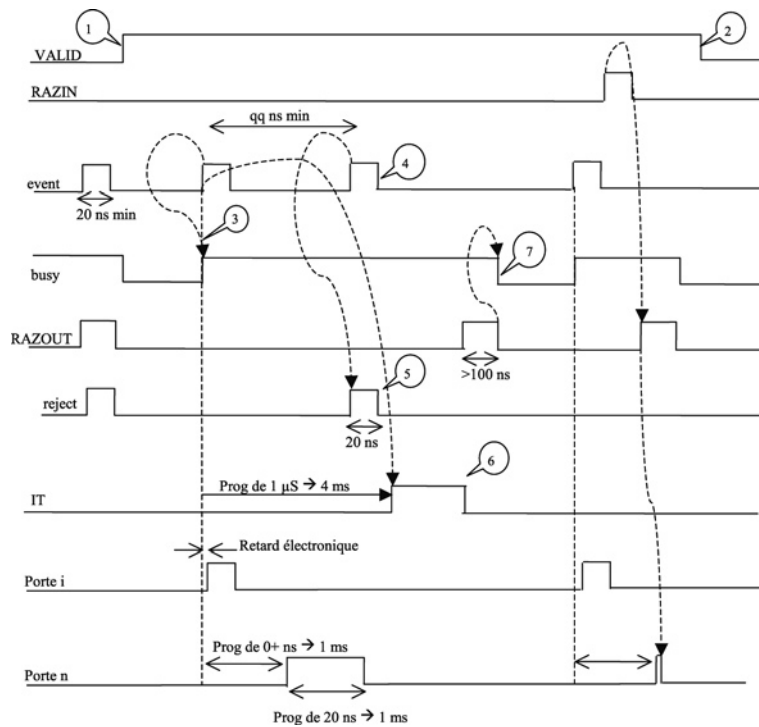 1
2
VALID
RAZIN
qq ns min
4
event
20 ns min
3
7
busy
RAZOUT
>100 ns
5
reject
20 ns
6
Prog de 1 µS → 4 ms
IT
Retard électronique
Porte i
Prog de 0+ ns → 1 ms
Porte n
Prog de 20 ns → 1 ms